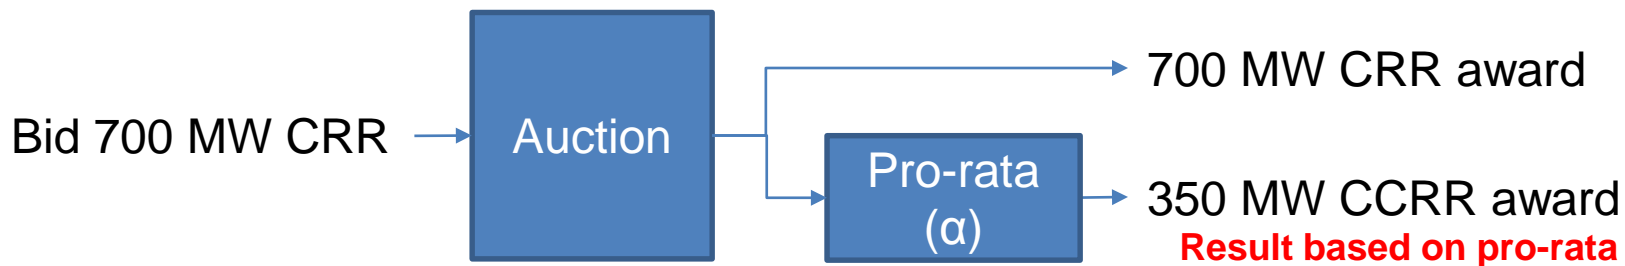 Bid 700 MW CRR
Auction
700 MW CRR award
Pro-rata
(α)
350 MW CCRR award
Result based on pro-rata